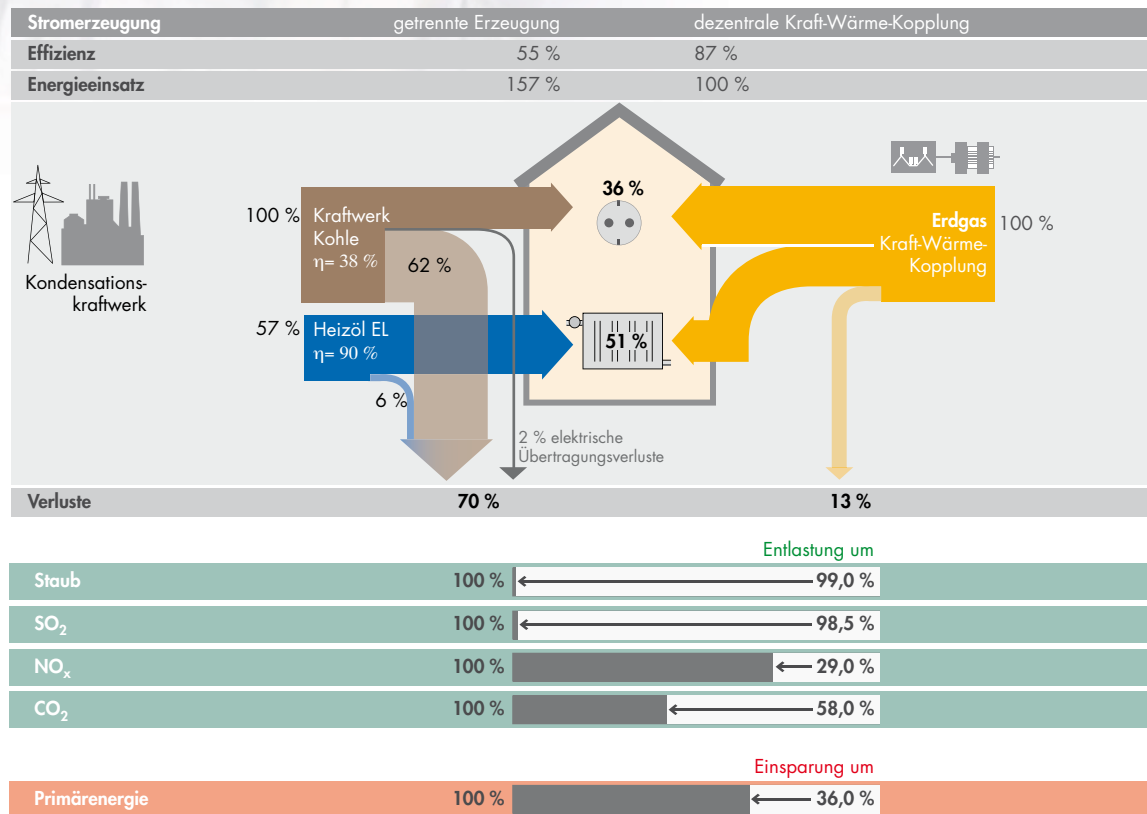 Stromerzeugung getrennte Erzeugung dezentrale Kraft-Wärme-Kopplung
Effizienz 55 % 87 %
Energieeinsatz 157 % 100 %
Kondensations-
kraftwerk
100 % Kraftwerk
Kohle
η= 38 %
62 %
57 % Heizöl EL
η= 90 %
6 %
2 % elektrische
Übertragungsverluste
36 %
51 %
Erdgas 100 %
Kraft-Wärme-
Kopplung
Verluste 70 % 13 %
Entlastung um
Staub 100 % 99,0 %
SO₂ 100 % 98,5 %
NOₓ 100 % 29,0 %
CO₂ 100 % 58,0 %
Einsparung um
Primärenergie 100 % 36,0 %